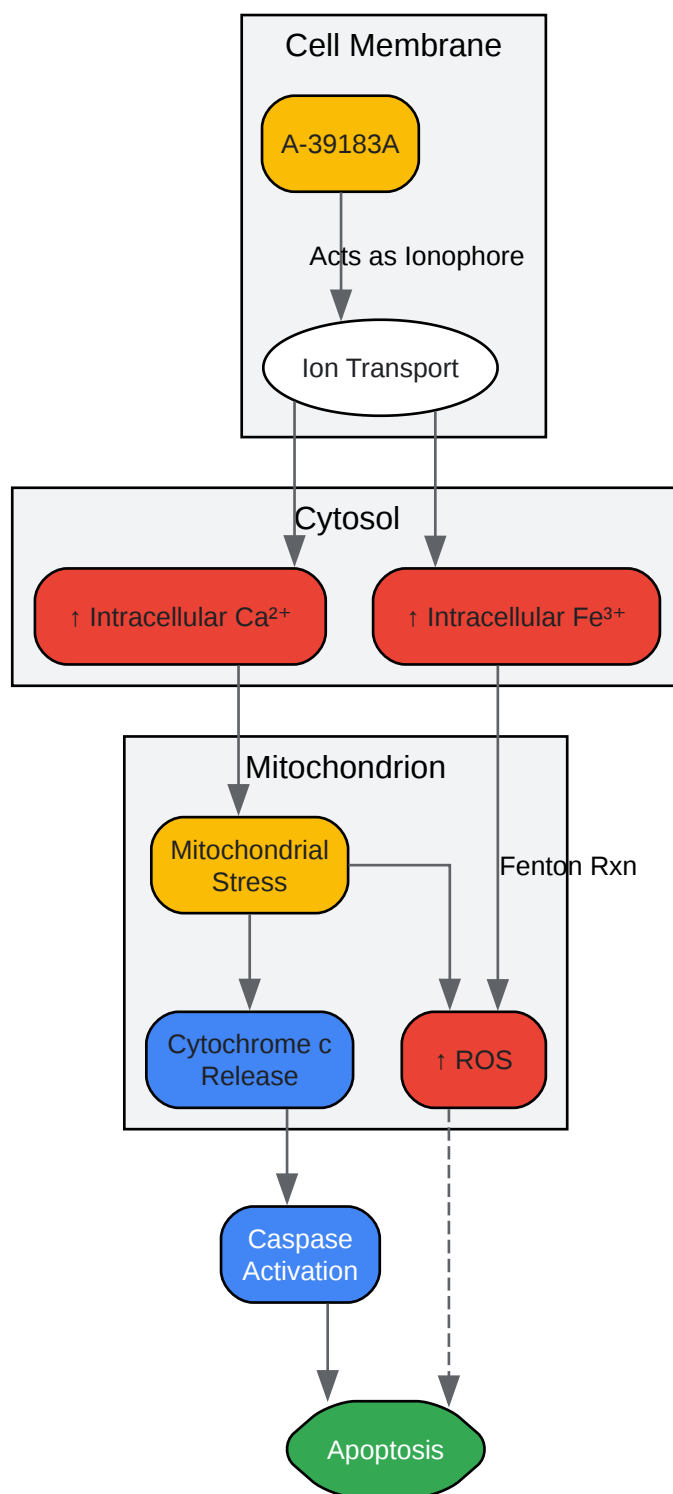 Cell Membrane
A-39183A
Acts as Ionophore
Ion Transport
Cytosol
↑ Intracellular Ca²⁺
↑ Intracellular Fe³⁺
Mitochondrion
Mitochondrial
Stress
Fenton Rxn
Cytochrome c
Release
↑ ROS
Caspase
Activation
Apoptosis